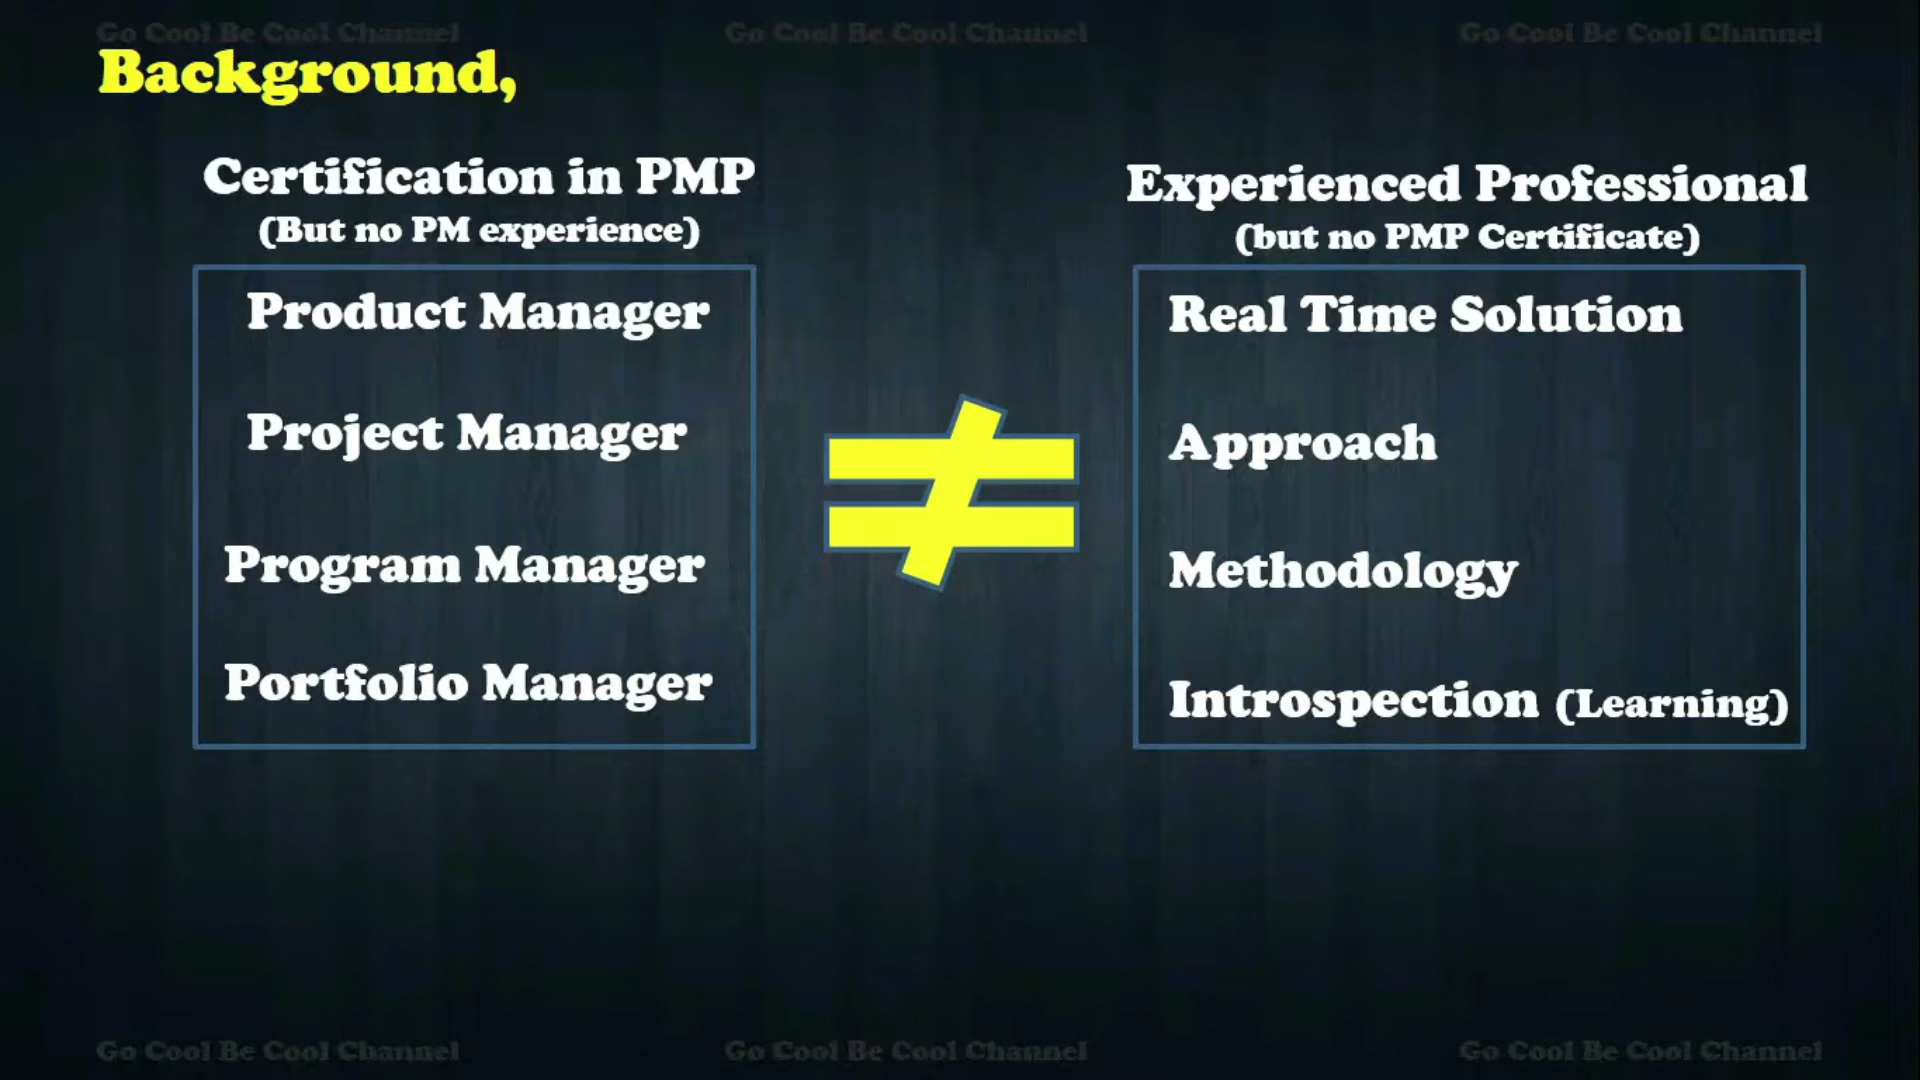 Go Cool Be Cool Channel Go Cool Be Cool Channel Go Cool Be Cool Channel
Background,
Certification in PMP
(But no PM experience)
Product Manager
Project Manager
Program Manager
Portfolio Manager
≠
Experienced Professional
(but no PMP Certificate)
Real Time Solution
Approach
Methodology
Introspection (Learning)
Go Cool Be Cool Channel Go Cool Be Cool Channel Go Cool Be Cool Channel